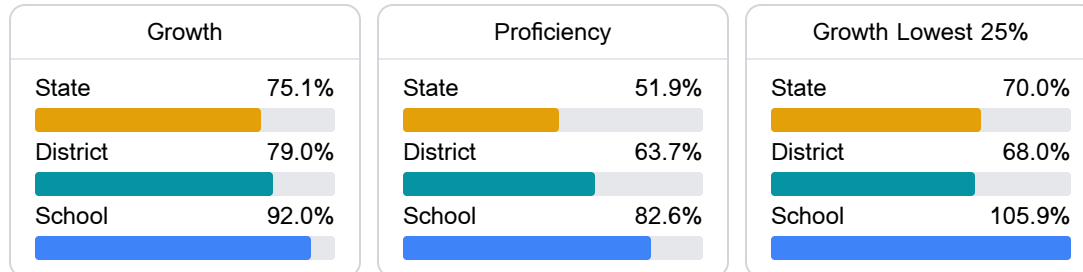 Growth
State 75.1%
District 79.0%
School 92.0%
Proficiency
State 51.9%
District 63.7%
School 82.6%
Growth Lowest 25%
State 70.0%
District 68.0%
School 105.9%